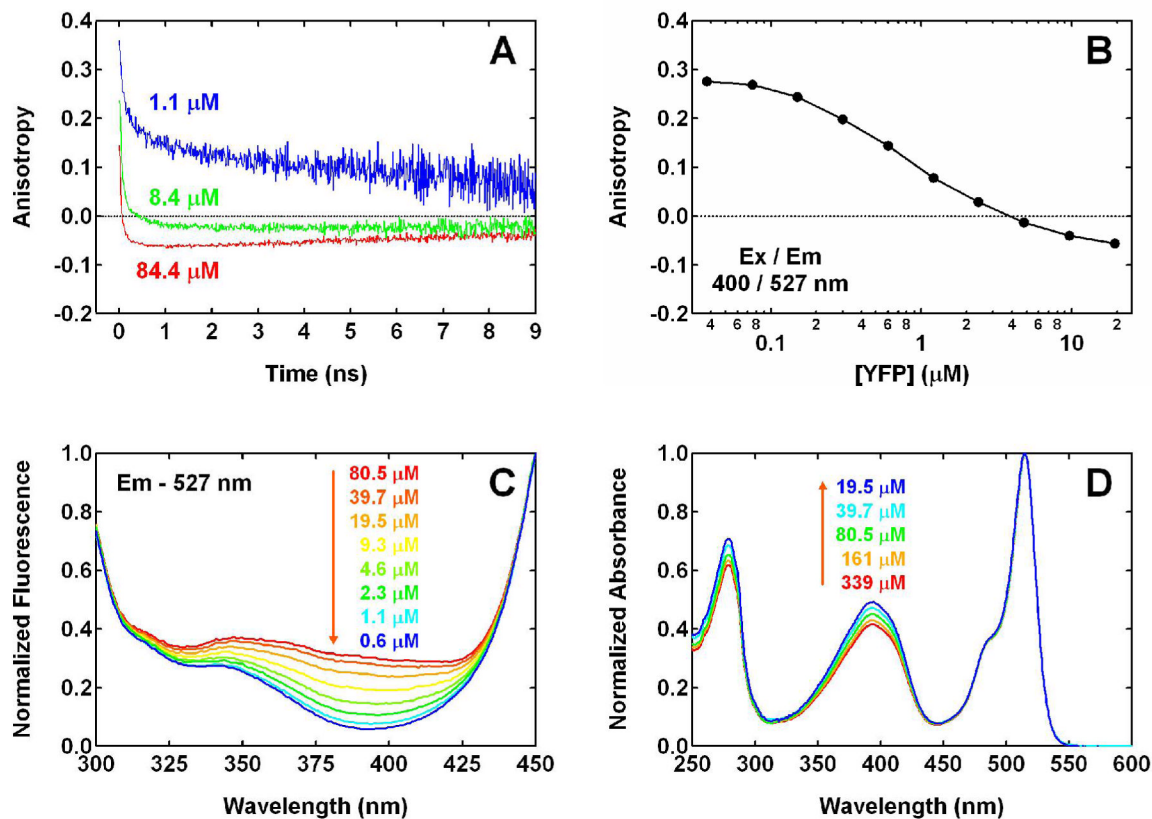 A
0.4
0.3
0.2
0.1
0.0
-0.1
-0.2
Anisotropy
1.1 μM
8.4 μM
84.4 μM
0 1 2 3 4 5 6 7 8 9
Time (ns)
B
0.4
0.3
0.2
0.1
0.0
-0.1
-0.2
Anisotropy
Ex / Em
400 / 527 nm
4 6 8 2 4 6 8 2 4 6 8 2
0.1 1 10
[YFP] (μM)
C
Em - 527 nm
1.0
0.8
0.6
0.4
0.2
0.0
Normalized Fluorescence
80.5 μM
39.7 μM
19.5 μM
9.3 μM
4.6 μM
2.3 μM
1.1 μM
0.6 μM
300 325 350 375 400 425 450
Wavelength (nm)
D
1.0
0.8
0.6
0.4
0.2
0.0
Normalized Absorbance
19.5 μM
39.7 μM
80.5 μM
161 μM
339 μM
250 300 350 400 450 500 550 600
Wavelength (nm)